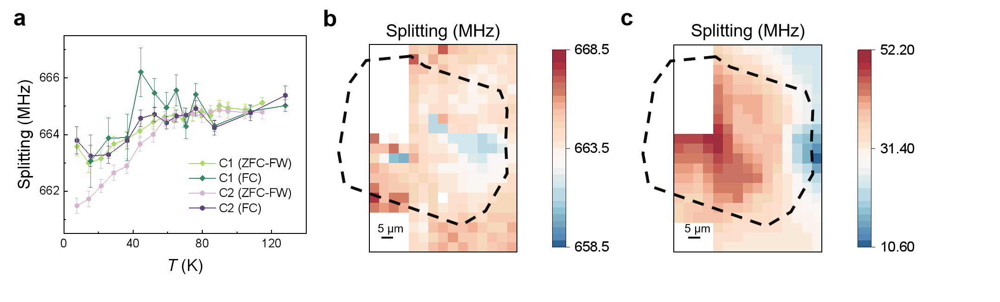 a
Splitting (MHz)
666
664
662
0
40
80
120
T (K)
C1 (ZFC-FW)
C1 (FC)
C2 (ZFC-FW)
C2 (FC)
b
Splitting (MHz)
5 µm
668.5
663.5
658.5
c
Splitting (MHz)
5 µm
52.20
31.40
10.60